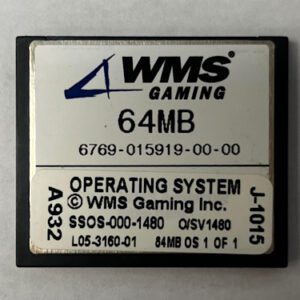 WMS®
GAMING
64MB
6769-015919-00-00
OPERATING SYSTEM
© WMS Gaming Inc.
SSOS-000-1480 O/SV1480
L05-3160-01 64MB OS 1 OF 1
A932
J-1015